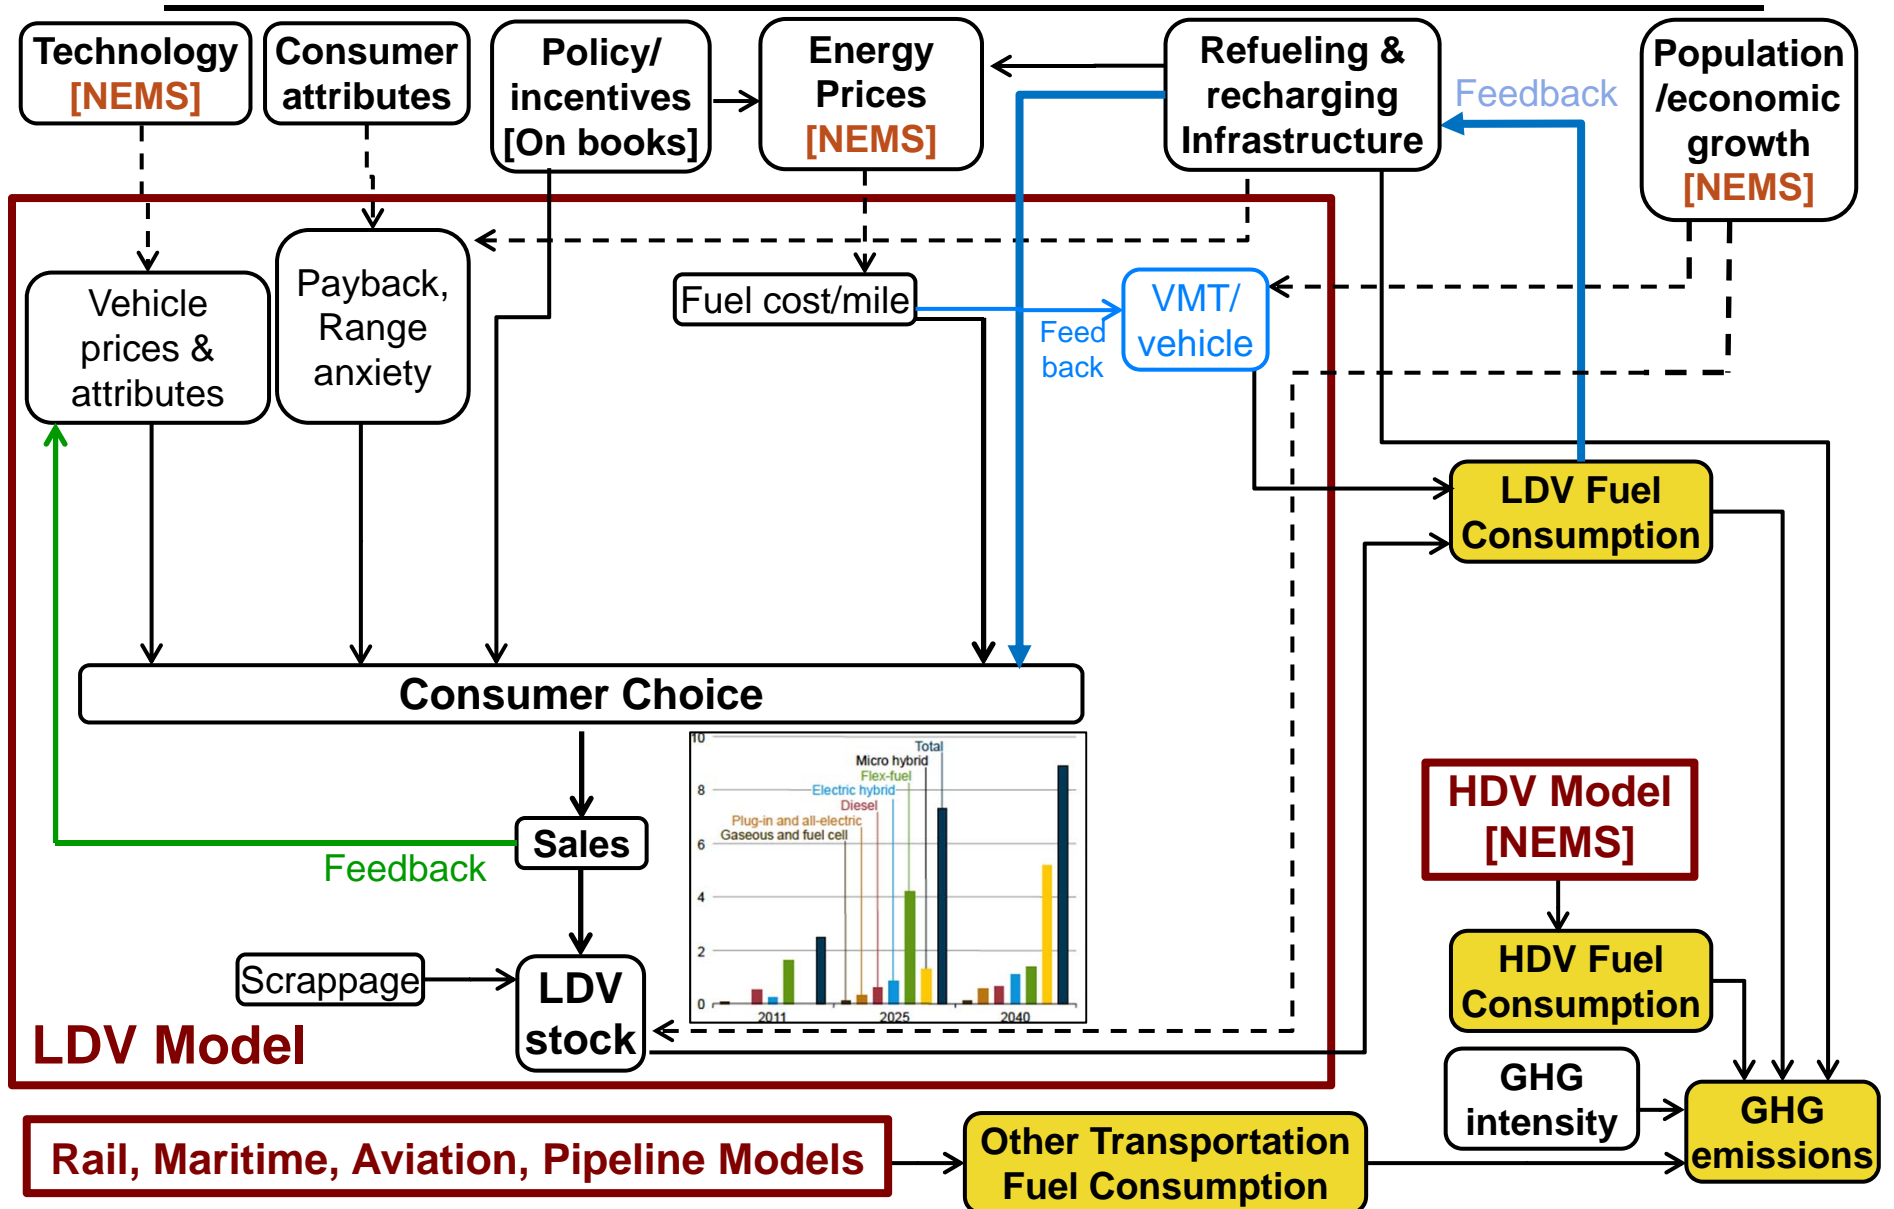 Technology
[NEMS]
Consumer
attributes
Policy/
incentives
[On books]
Energy
Prices
[NEMS]
Refueling &
recharging
Infrastructure
Feedback
Population
/economic
growth
[NEMS]
Vehicle
prices &
attributes
Payback,
Range
anxiety
Fuel cost/mile
Feed
back
VMT/
vehicle
LDV Fuel
Consumption
Consumer Choice
Sales
Feedback
Scrappage
LDV
stock
LDV Model
10
8
6
4
2
0
Total
Micro hybrid
Flex-fuel
Electric hybrid
Diesel
Plug-in and all-electric
Gaseous and fuel cell
2011
2025
2040
HDV Model
[NEMS]
HDV Fuel
Consumption
GHG
intensity
GHG
emissions
Rail, Maritime, Aviation, Pipeline Models
Other Transportation
Fuel Consumption